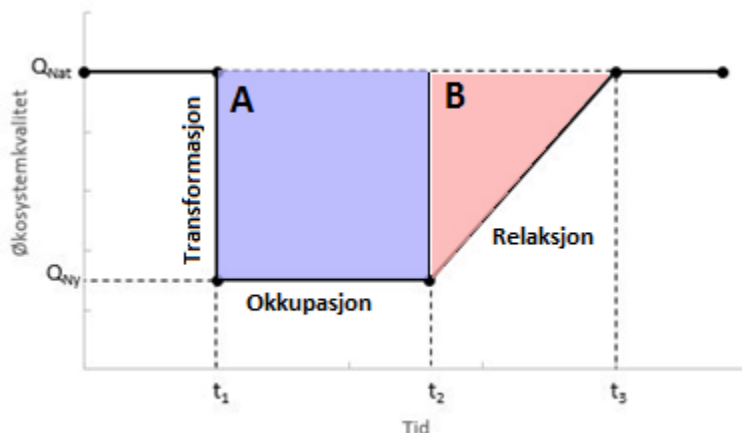 Økosystemkvalitet
Q_Nat
Q_Ny
A
B
Transformasjon
Okkupasjon
Relaksjon
t₁
t₂
t₃
Tid